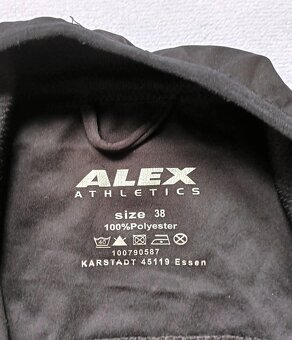 ALEX
ATHLETICS
size 38
100%Polyester
100790587
KARSTADT 45119 Essen